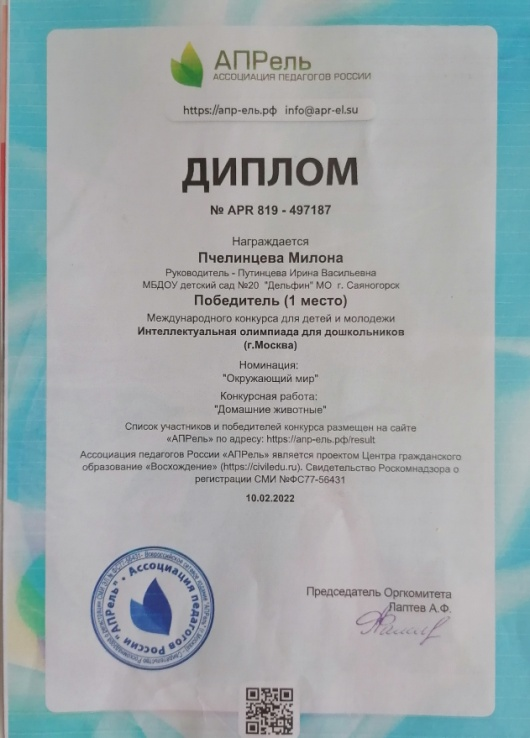 АПРель
АССОЦИАЦИЯ ПЕДАГОГОВ РОССИИ
https://апр-ель.рф info@apr-el.su
ДИПЛОМ
№ APR 819 - 497187
Награждается
Пчелинцева Милона
Руководитель - Путинцева Ирина Васильевна
МБДОУ детский сад №20 "Дельфин" МО г. Саяногорск
Победитель (1 место)
Международного конкурса для детей и молодежи
Интеллектуальная олимпиада для дошкольников
(г.Москва)
Номинация:
"Окружающий мир"
Конкурсная работа:
"Домашние животные"
Список участников и победителей конкурса размещен на сайте
«АПРель» по адресу: https://апр-ель.рф/result
Ассоциация педагогов России «АПРель» является проектом Центра гражданского
образование «Восхождение» (https://civiledu.ru). Свидетельство Роскомнадзора о
регистрации СМИ №ФС77-56431
10.02.2022
Ассоциация педагогов России "АПРель"
Председатель Оргкомитета
Лаптев А.Ф.